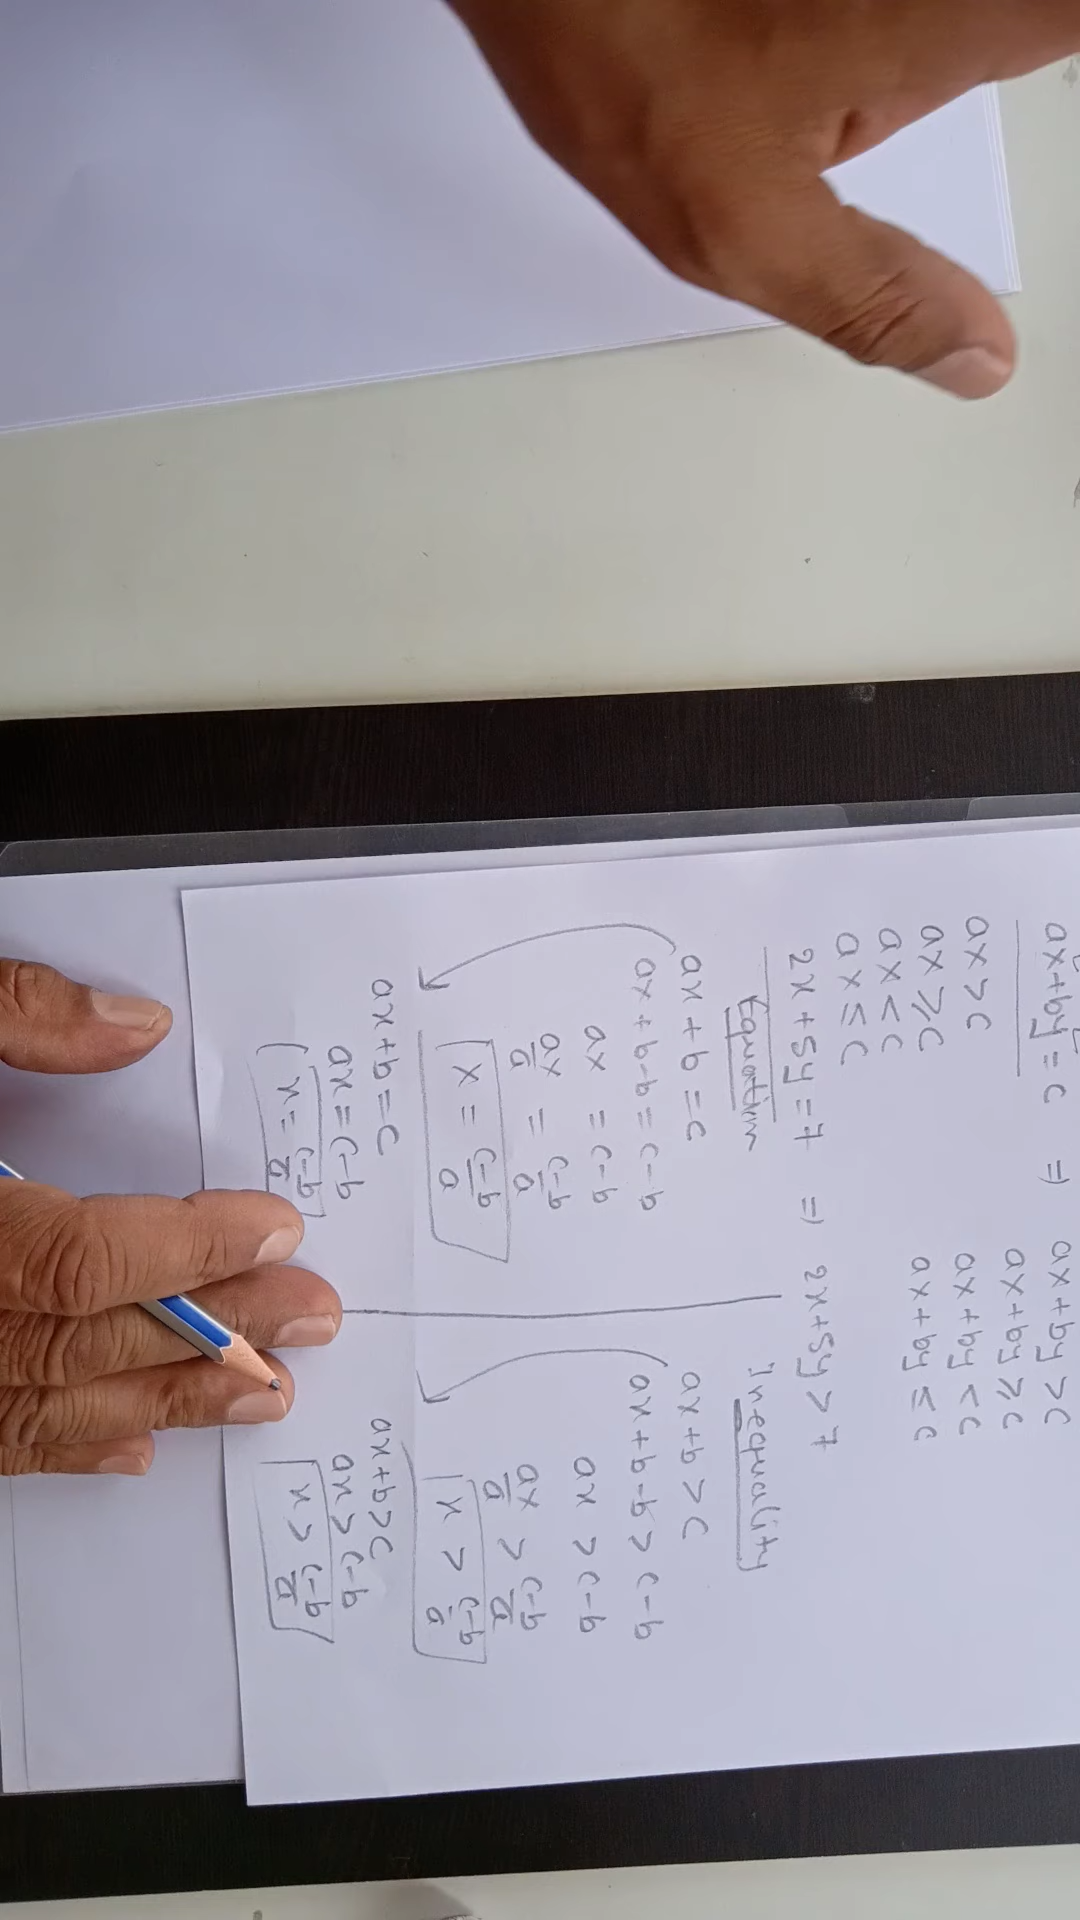 ax+by=c ⇒ ax+by>c
ax+by⩾c
ax>c ax+by<c
ax⩾c ax+by≤c
ax<c
ax≤c
2x+5y=7 ⇒ 2x+5y>7
Equation Inequality
ax+b=c ax+b>c
ax+b-b=c-b ax+b-b>c-b
ax=c-b ax>c-b
ax/a = c-b/a ax/a > c-b/a
x = c-b/a x > c-b/a
ax+b=c ax+b>c
ax=c-b ax>c-b
x = c-b/a x > c-b/a